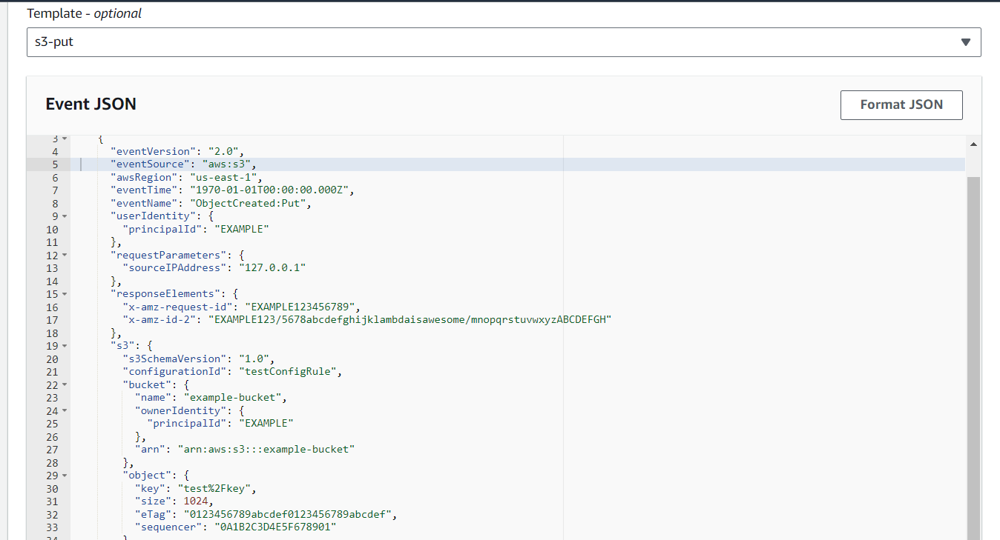 Template - optional
s3-put
Event JSON
Format JSON
3 {
4 "eventVersion": "2.0",
5 "eventSource": "aws:s3",
6 "awsRegion": "us-east-1",
7 "eventTime": "1970-01-01T00:00:00.000Z",
8 "eventName": "ObjectCreated:Put",
9 "userIdentity": {
10 "principalId": "EXAMPLE"
11 },
12 "requestParameters": {
13 "sourceIPAddress": "127.0.0.1"
14 },
15 "responseElements": {
16 "x-amz-request-id": "EXAMPLE123456789",
17 "x-amz-id-2": "EXAMPLE123/5678abcdefghijklambdaisawesome/mnopqrstuvwxyzABCDEFGH"
18 },
19 "s3": {
20 "s3SchemaVersion": "1.0",
21 "configurationId": "testConfigRule",
22 "bucket": {
23 "name": "example-bucket",
24 "ownerIdentity": {
25 "principalId": "EXAMPLE"
26 },
27 "arn": "arn:aws:s3:::example-bucket"
28 },
29 "object": {
30 "key": "test%2Fkey",
31 "size": 1024,
32 "eTag": "0123456789abcdef0123456789abcdef",
33 "sequencer": "0A1B2C3D4E5F678901"
34 }